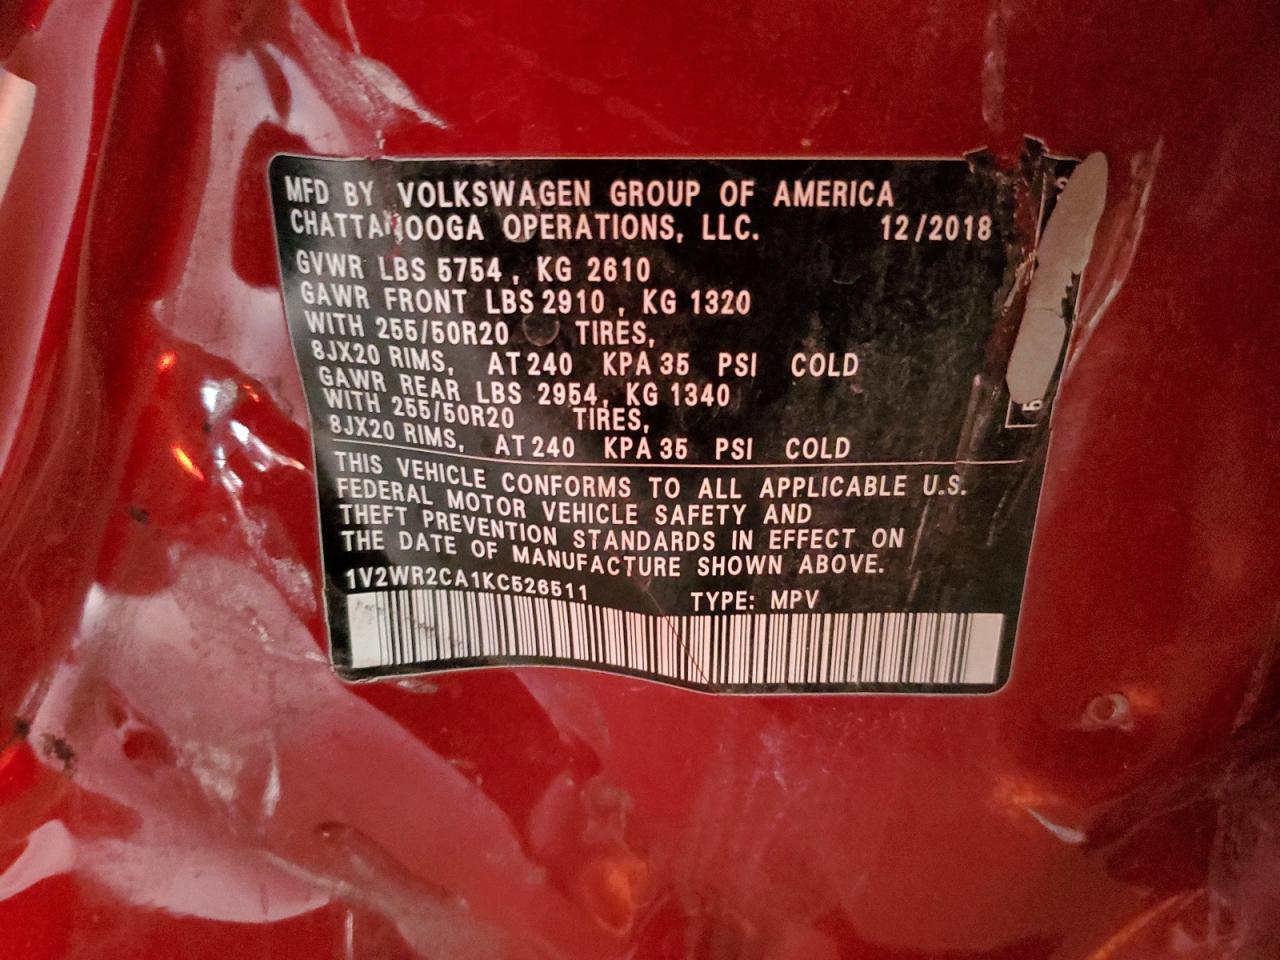 MFD BY VOLKSWAGEN GROUP OF AMERICA
CHATTANOOGA OPERATIONS, LLC. 12/2018
GVWR LBS 5754, KG 2610
GAWR FRONT LBS 2910, KG 1320
WITH 255/50R20 TIRES,
8JX20 RIMS, AT 240 KPA 35 PSI COLD
GAWR REAR LBS 2954, KG 1340
WITH 255/50R20 TIRES,
8JX20 RIMS, AT 240 KPA 35 PSI COLD
THIS VEHICLE CONFORMS TO ALL APPLICABLE U.S.
FEDERAL MOTOR VEHICLE SAFETY AND
THEFT PREVENTION STANDARDS IN EFFECT ON
THE DATE OF MANUFACTURE SHOWN ABOVE.
1V2WR2CA1KC526511 TYPE: MPV